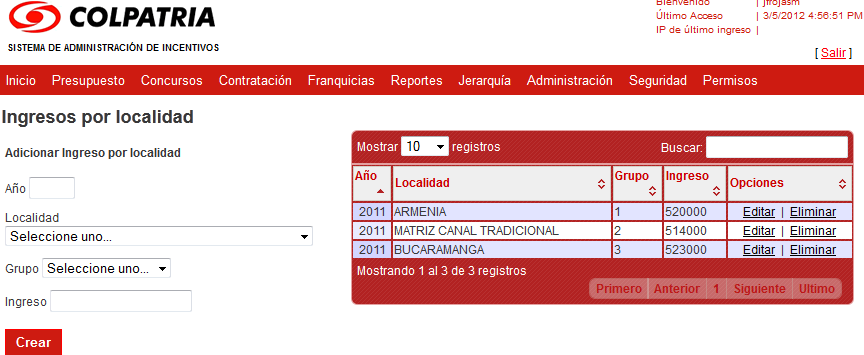 COLPATRIA
SISTEMA DE ADMINISTRACIÓN DE INCENTIVOS
Bienvenido | jfrojasm
Último Acceso | 3/5/2012 4:56:51 PM
IP de último ingreso |
[ Salir ]
Inicio Presupuesto Concursos Contratación Franquicias Reportes Jerarquía Administración Seguridad Permisos
Ingresos por localidad
Adicionar Ingreso por localidad
Año
Localidad
Seleccione uno...
Grupo Seleccione uno...
Ingreso
Crear
Mostrar 10 registros Buscar:
Año Localidad Grupo Ingreso Opciones
2011 ARMENIA 1 520000 Editar | Eliminar
2011 MATRIZ CANAL TRADICIONAL 2 514000 Editar | Eliminar
2011 BUCARAMANGA 3 523000 Editar | Eliminar
Mostrando 1 al 3 de 3 registros
Primero Anterior 1 Siguiente Ultimo